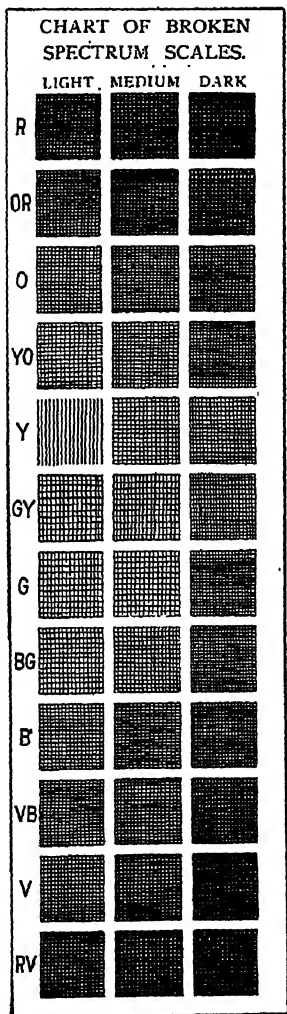 CHART OF BROKEN
SPECTRUM SCALES.
LIGHT. MEDIUM DARK
R
OR
O
YO
Y
GY
G
BG
B
VB
V
RV